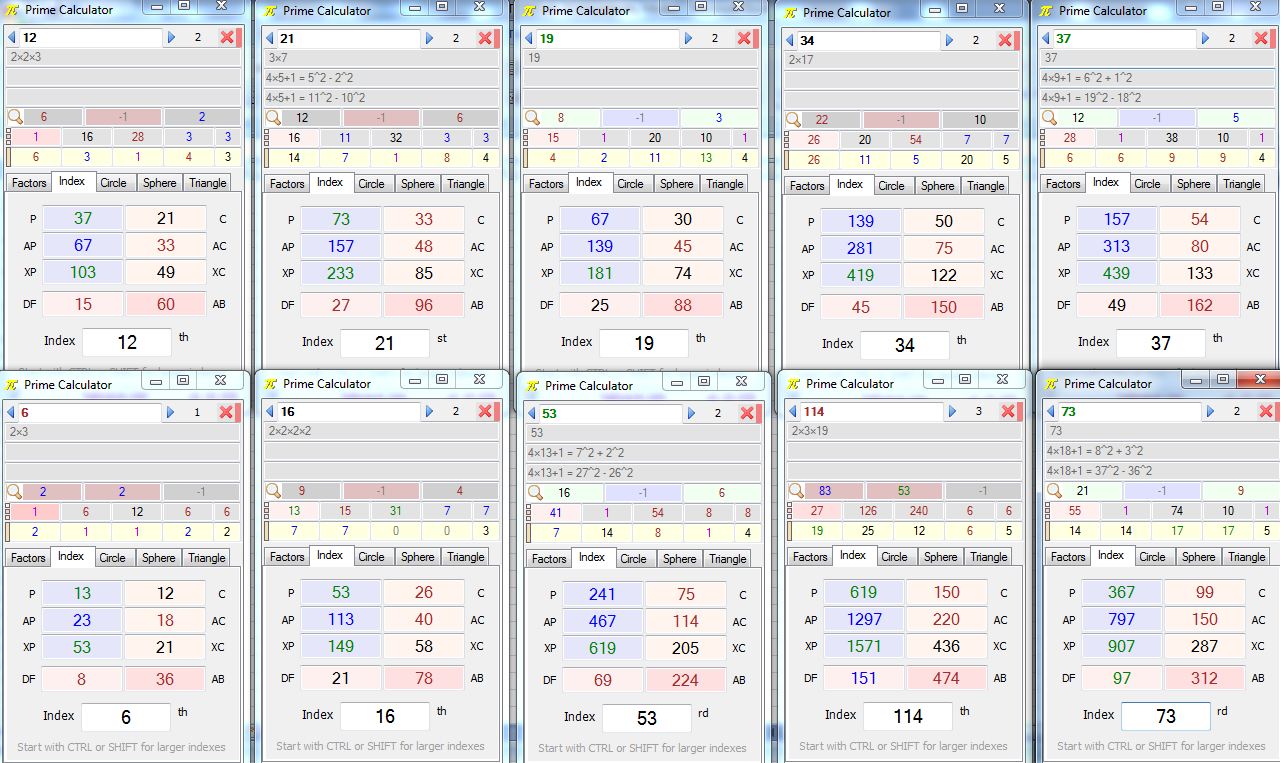 Prime Calculator
12 2
2×2×3
6 -1 2
1 16 28 3 3
6 3 1 4 3
Factors Index Circle Sphere Triangle
P 37 21 C
AP 67 33 AC
XP 103 49 XC
DF 15 60 AB
Index 12 th
Prime Calculator
21 2
3×7
4×5+1 = 5^2 - 2^2
4×5+1 = 11^2 - 10^2
12 -1 6
16 11 32 3 3
14 7 1 8 4
Factors Index Circle Sphere Triangle
P 73 33 C
AP 157 48 AC
XP 233 85 XC
DF 27 96 AB
Index 21 st
Prime Calculator
19 2
19
8 -1 3
15 1 20 10 1
4 2 11 13 4
Factors Index Circle Sphere Triangle
P 67 30 C
AP 139 45 AC
XP 181 74 XC
DF 25 88 AB
Index 19 th
Prime Calculator
34 2
2×17
22 -1 10
26 20 54 7 7
26 11 5 20 5
Factors Index Circle Sphere Triangle
P 139 50 C
AP 281 75 AC
XP 419 122 XC
DF 45 150 AB
Index 34 th
Prime Calculator
37 2
37
4×9+1 = 6^2 + 1^2
4×9+1 = 19^2 - 18^2
12 -1 5
28 1 38 10 1
6 6 9 9 4
Factors Index Circle Sphere Triangle
P 157 54 C
AP 313 80 AC
XP 439 133 XC
DF 49 162 AB
Index 37 th
Prime Calculator
6 1
2×3
2 2 -1
1 6 12 6 6
2 1 1 2 2
Factors Index Circle Sphere Triangle
P 13 12 C
AP 23 18 AC
XP 53 21 XC
DF 8 36 AB
Index 6 th
Start with CTRL or SHIFT for larger indexes
Prime Calculator
16 2
2×2×2×2
9 -1 4
13 15 31 7 7
7 7 0 0 3
Factors Index Circle Sphere Triangle
P 53 26 C
AP 113 40 AC
XP 149 58 XC
DF 21 78 AB
Index 16 th
Start with CTRL or SHIFT for larger indexes
Prime Calculator
53 2
53
4×13+1 = 7^2 + 2^2
4×13+1 = 27^2 - 26^2
16 -1 6
41 1 54 8 8
7 14 8 1 4
Factors Index Circle Sphere Triangle
P 241 75 C
AP 467 114 AC
XP 619 205 XC
DF 69 224 AB
Index 53 rd
Start with CTRL or SHIFT for larger indexes
Prime Calculator
114 3
2×3×19
83 53 -1
27 126 240 6 6
19 25 12 6 5
Factors Index Circle Sphere Triangle
P 619 150 C
AP 1297 220 AC
XP 1571 436 XC
DF 151 474 AB
Index 114 th
Start with CTRL or SHIFT for larger indexes
Prime Calculator
73 2
73
4×18+1 = 8^2 + 3^2
4×18+1 = 37^2 - 36^2
21 -1 9
55 1 74 10 1
14 14 17 17 5
Factors Index Circle Sphere Triangle
P 367 99 C
AP 797 150 AC
XP 907 287 XC
DF 97 312 AB
Index 73 rd
Start with CTRL or SHIFT for larger indexes